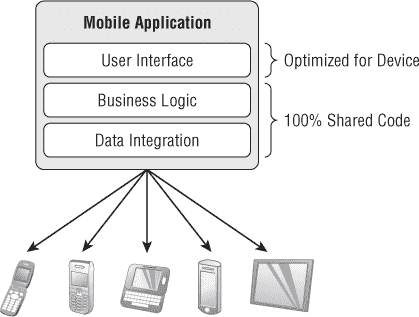 Mobile Application
User Interface
Optimized for Device
Business Logic
100% Shared Code
Data Integration